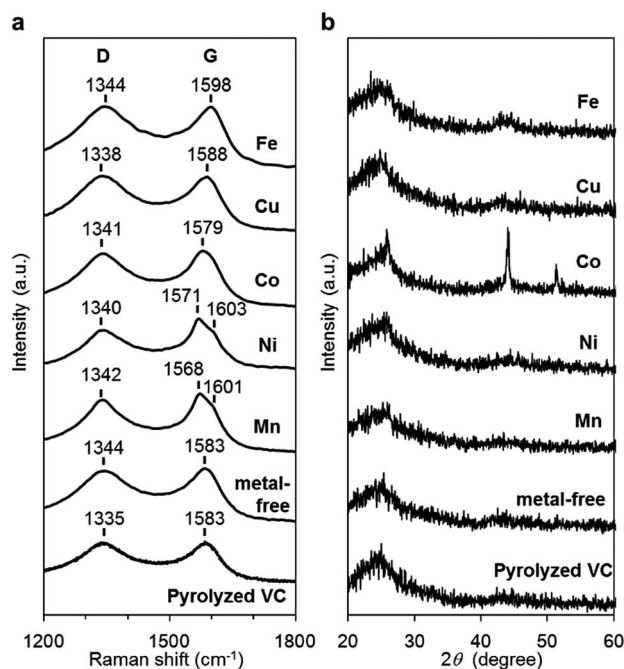 a
D
G
1344
1598
Fe
1338
1588
Cu
1341
1579
Co
1340
1571
1603
Ni
1342
1568
1601
Mn
1344
1583
metal-
free
1335
1583
Pyrolyzed VC
1200
1500
1800
Raman shift (cm⁻¹)
Intensity (a.u.)
b
Fe
Cu
Co
Ni
Mn
metal-free
Pyrolyzed VC
20
30
40
50
60
2θ (degree)
Intensity (a.u.)